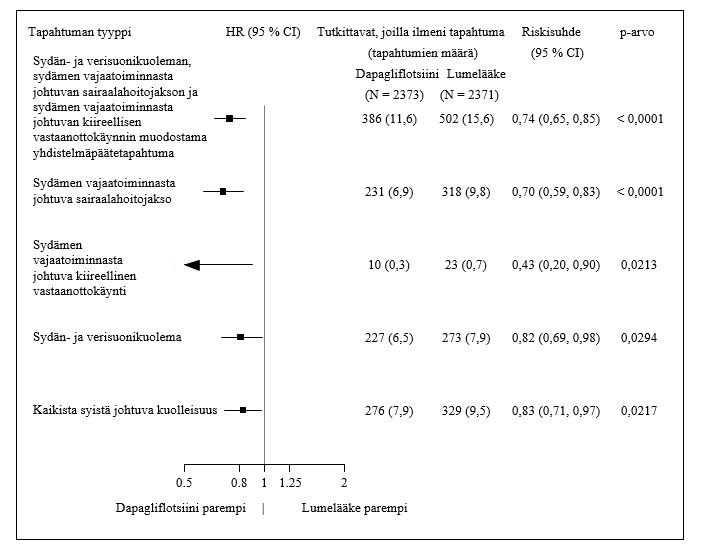 Tapahtuman tyyppi HR (95 % CI) Tutkittavat, joilla ilmeni tapahtuma Riskisuhde p-arvo
(tapahtumien määrä) (95 % CI)
Dapagliflotsiini Lumelääke
(N = 2373) (N = 2371)
Sydän- ja verisuonikuoleman,
sydämen vajaatoiminnasta
johtuvan sairaalahoitojakson ja
sydämen vajaatoiminnasta
johtuvan kiireellisen 386 (11,6) 502 (15,6) 0,74 (0,65, 0,85) < 0,0001
vastaanottokäynnin muodostama
yhdistelmäpäätetapahtuma
Sydämen vajaatoiminnasta
johtuva sairaalahoitojakso 231 (6,9) 318 (9,8) 0,70 (0,59, 0,83) < 0,0001
Sydämen
vajaatoiminnasta
johtuva kiireellinen 10 (0,3) 23 (0,7) 0,43 (0,20, 0,90) 0,0213
vastaanottokäynti
Sydän- ja verisuonikuolema 227 (6,5) 273 (7,9) 0,82 (0,69, 0,98) 0,0294
Kaikista syistä johtuva kuolleisuus 276 (7,9) 329 (9,5) 0,83 (0,71, 0,97) 0,0217
0.5 0.8 1 1.25 2
Dapagliflotsiini parempi | Lumelääke parempi